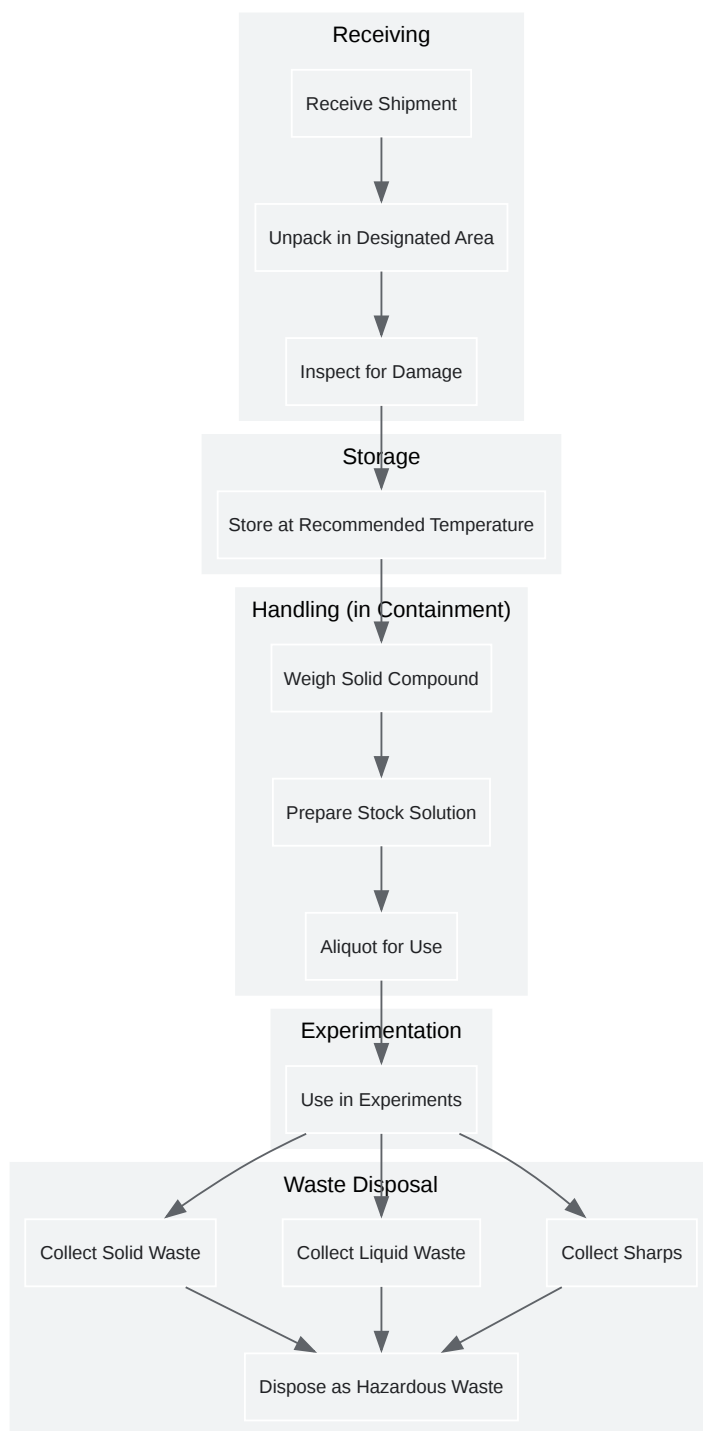 Receiving
Receive Shipment
Unpack in Designated Area
Inspect for Damage
Storage
Store at Recommended Temperature
Handling (in Containment)
Weigh Solid Compound
Prepare Stock Solution
Aliquot for Use
Experimentation
Use in Experiments
Waste Disposal
Collect Solid Waste
Collect Liquid Waste
Collect Sharps
Dispose as Hazardous Waste